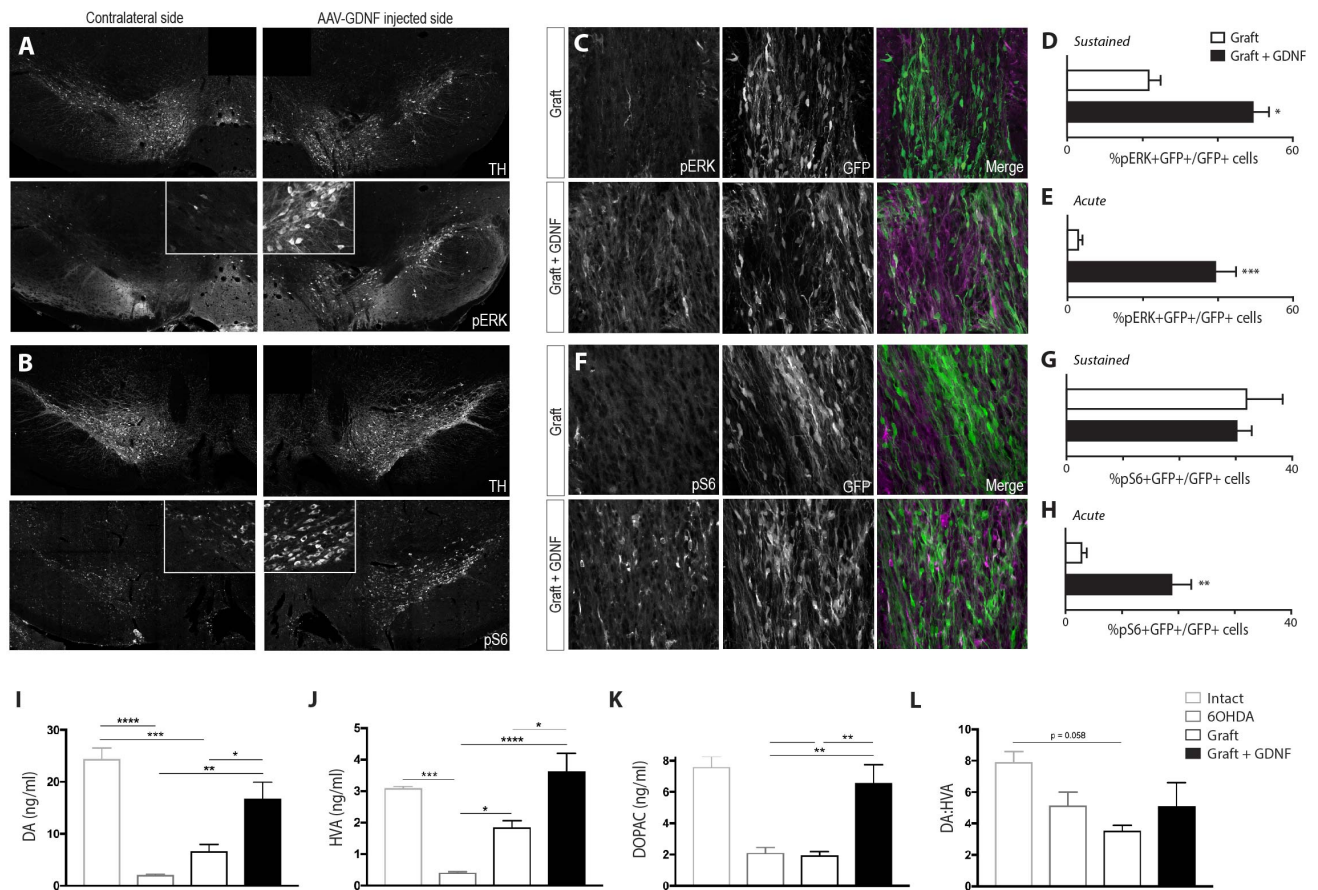 Contralateral side
AAV-GDNF injected side
A
TH
pERK
B
TH
pS6
C
Graft
pERK
GFP
Merge
Graft + GDNF
D
Sustained
Graft
Graft + GDNF
*
0
60
%pERK+GFP+/GFP+ cells
E
Acute
***
0
60
%pERK+GFP+/GFP+ cells
F
Graft
pS6
GFP
Merge
Graft + GDNF
G
Sustained
0
40
%pS6+GFP+/GFP+ cells
H
Acute
**
0
40
%pS6+GFP+/GFP+ cells
I
DA (ng/ml)
30
20
10
0
****
***
*
**
J
HVA (ng/ml)
5
4
3
2
1
0
*
****
***
*
K
DOPAC (ng/ml)
8
6
4
2
0
**
**
L
DA:HVA
10
8
6
4
2
0
p = 0.058
Intact
6OHDA
Graft
Graft + GDNF